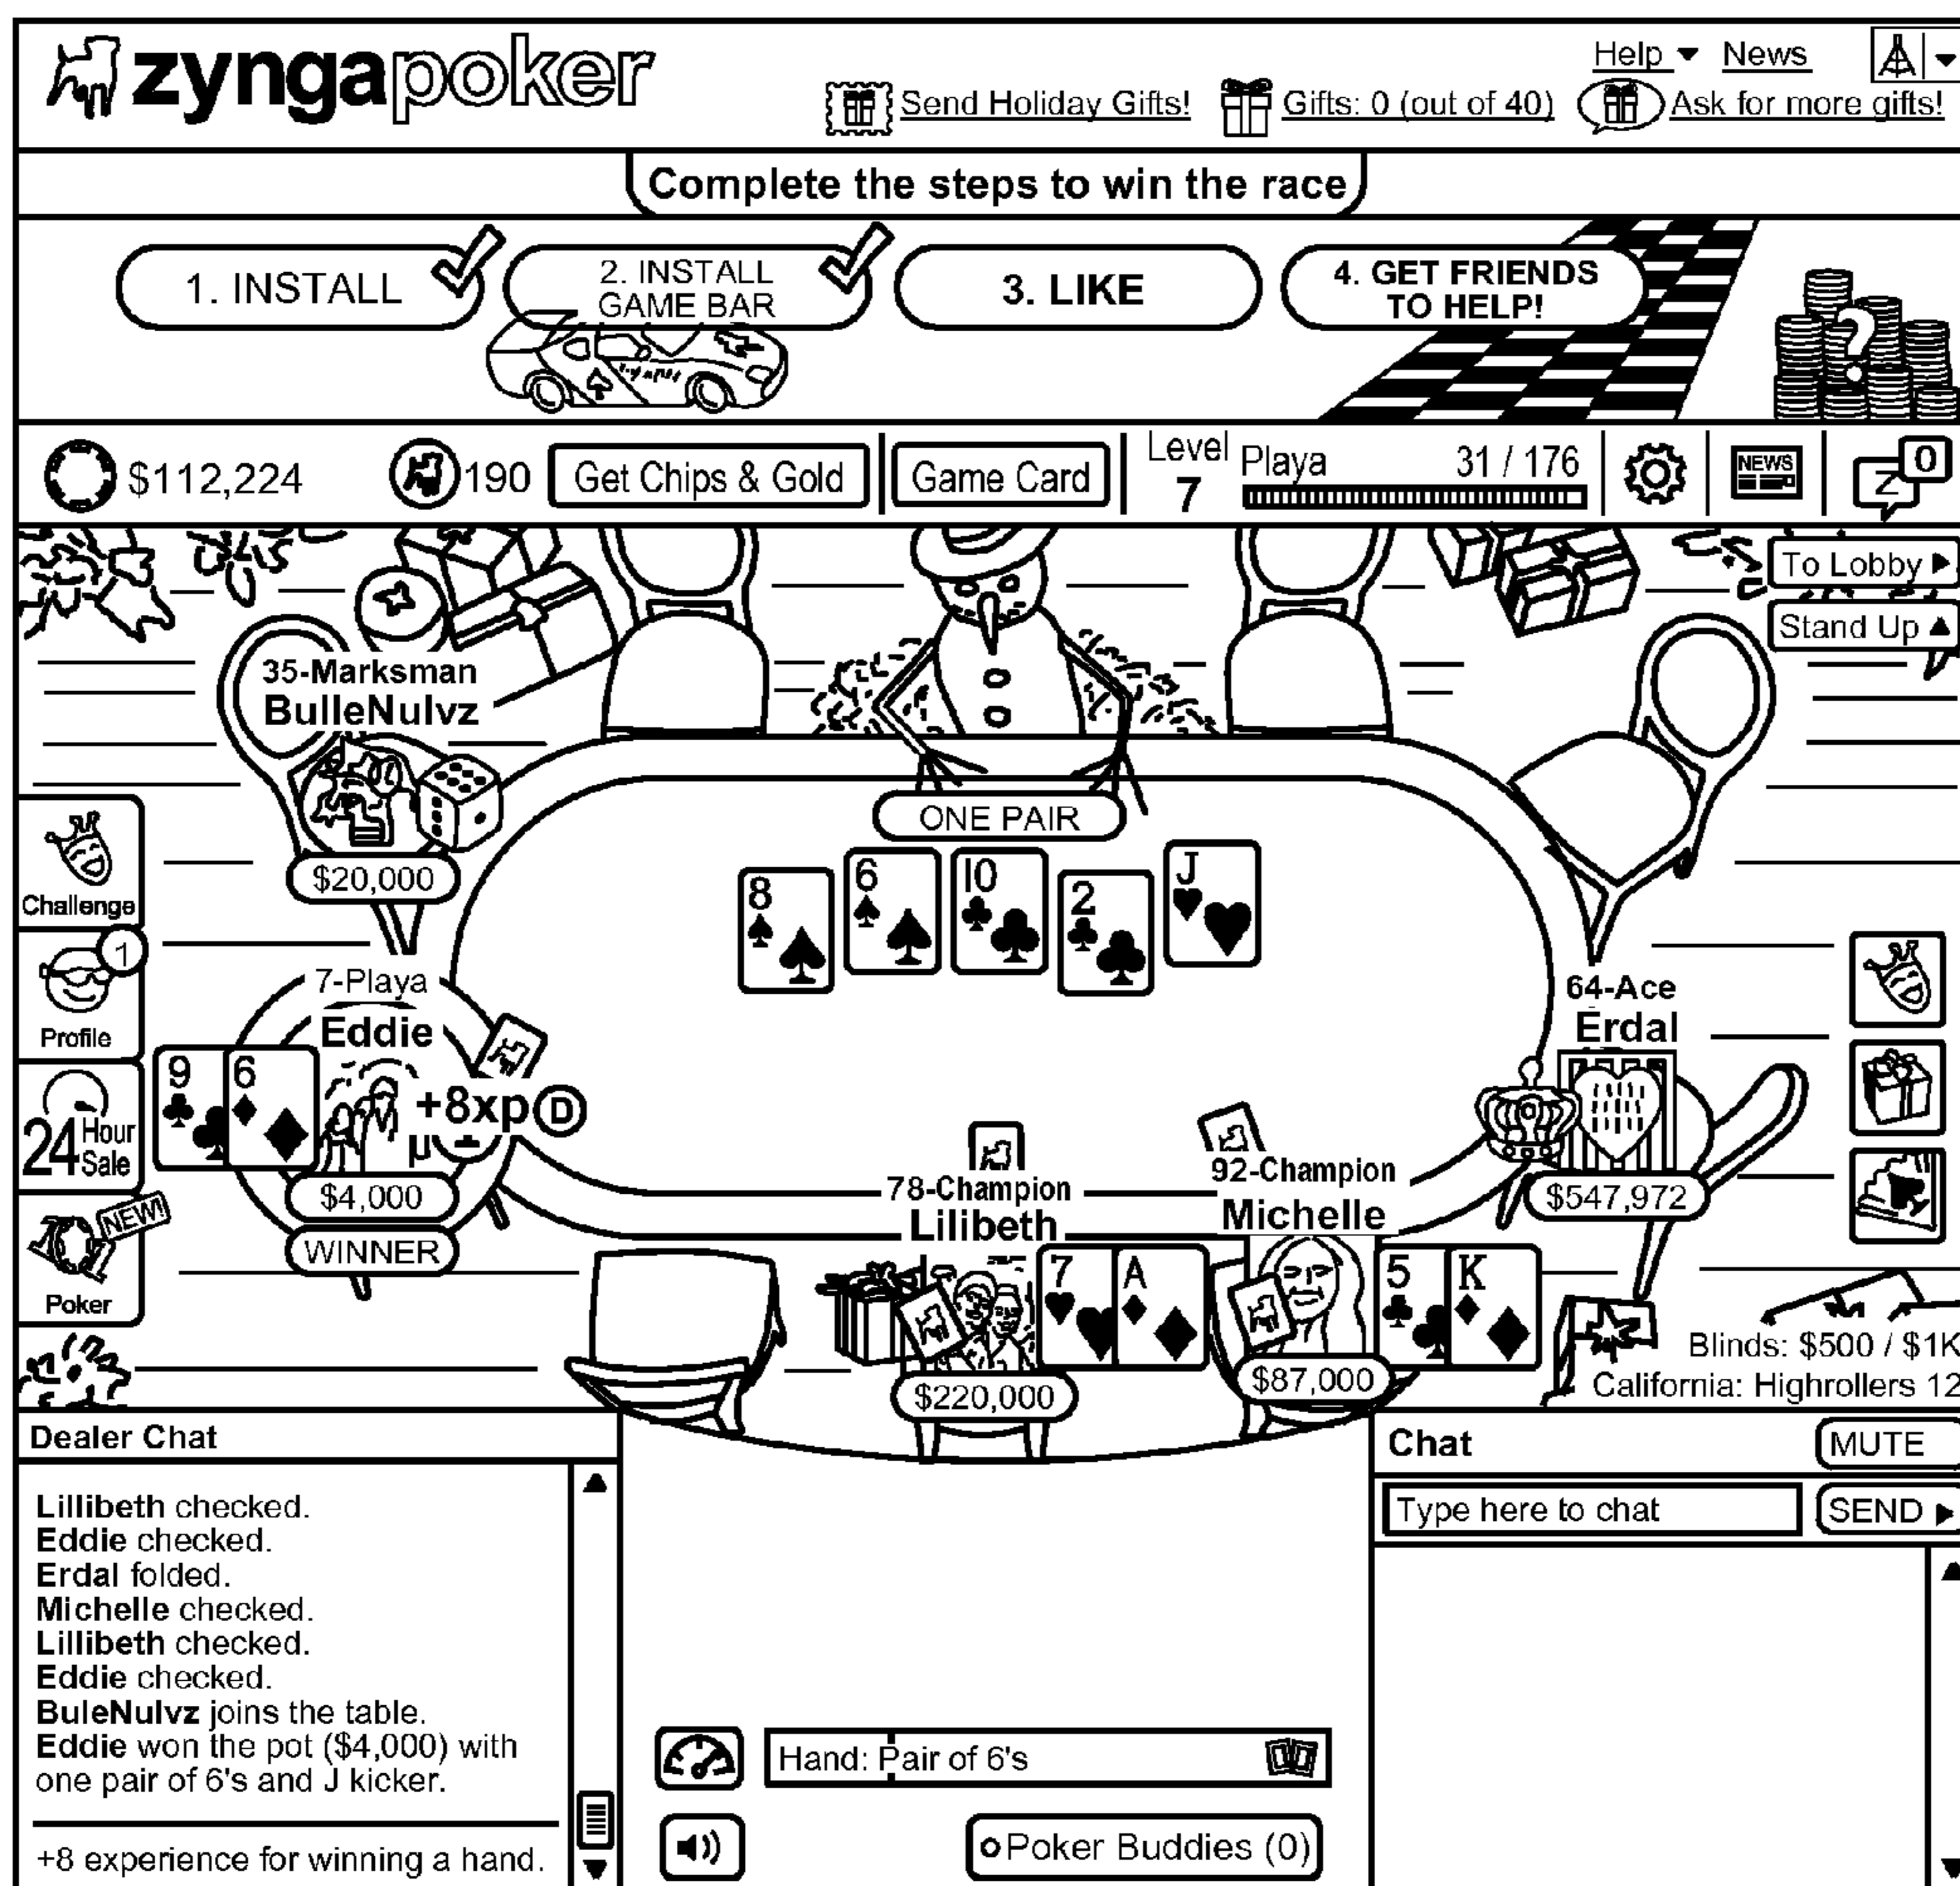 zyngapoker
Help News
Send Holiday Gifts! Gifts: 0 (out of 40) Ask for more gifts!
Complete the steps to win the race
1. INSTALL
2. INSTALL
GAME BAR
3. LIKE
4. GET FRIENDS
TO HELP!
?
$112,224
190
Get Chips & Gold
Game Card
Level
7
Playa
31 / 176
NEWS
Z
0
To Lobby
Stand Up
35-Marksman
BulleNulvz
$20,000
ONE PAIR
8
6
10
2
J
Challenge
1
Profile
24 Hour
Sale
NEW!
Poker
7-Playa
Eddie
9
6
+8xp D
$4,000
WINNER
64-Ace
Erdal
$547,972
78-Champion
Lilibeth
7
A
$220,000
92-Champion
Michelle
5
K
$87,000
Blinds: $500 / $1K
California: Highrollers 12
Dealer Chat
Lillibeth checked.
Eddie checked.
Erdal folded.
Michelle checked.
Lillibeth checked.
Eddie checked.
BuleNulvz joins the table.
Eddie won the pot ($4,000) with
one pair of 6's and J kicker.
+8 experience for winning a hand.
Hand: Pair of 6's
Poker Buddies (0)
Chat
MUTE
Type here to chat
SEND